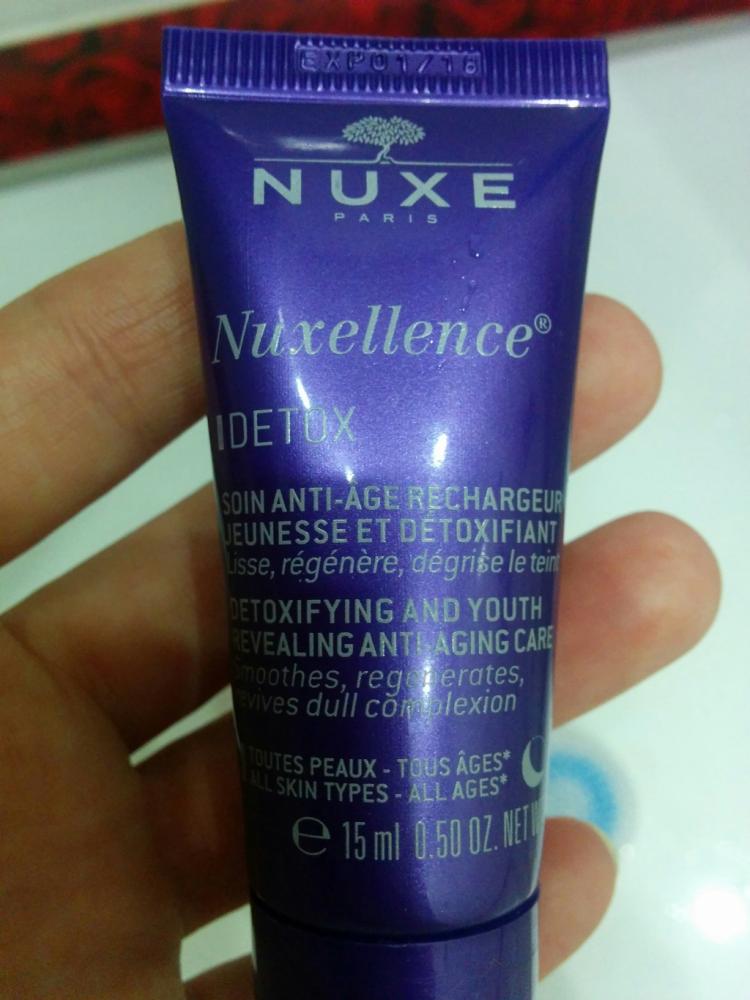 EXP01/16
NUXE
PARIS
Nuxellence®
DETOX
SOIN ANTI-ÂGE RECHARGEUR
JEUNESSE ET DÉTOXIFIANT
Lisse, régénère, dégrise le teint
DETOXIFYING AND YOUTH
REVEALING ANTI-AGING CARE
Smoothes, regenerates,
revives dull complexion
TOUTES PEAUX - TOUS ÂGES*
ALL SKIN TYPES - ALL AGES*
e 15 ml 0.50 OZ. NET